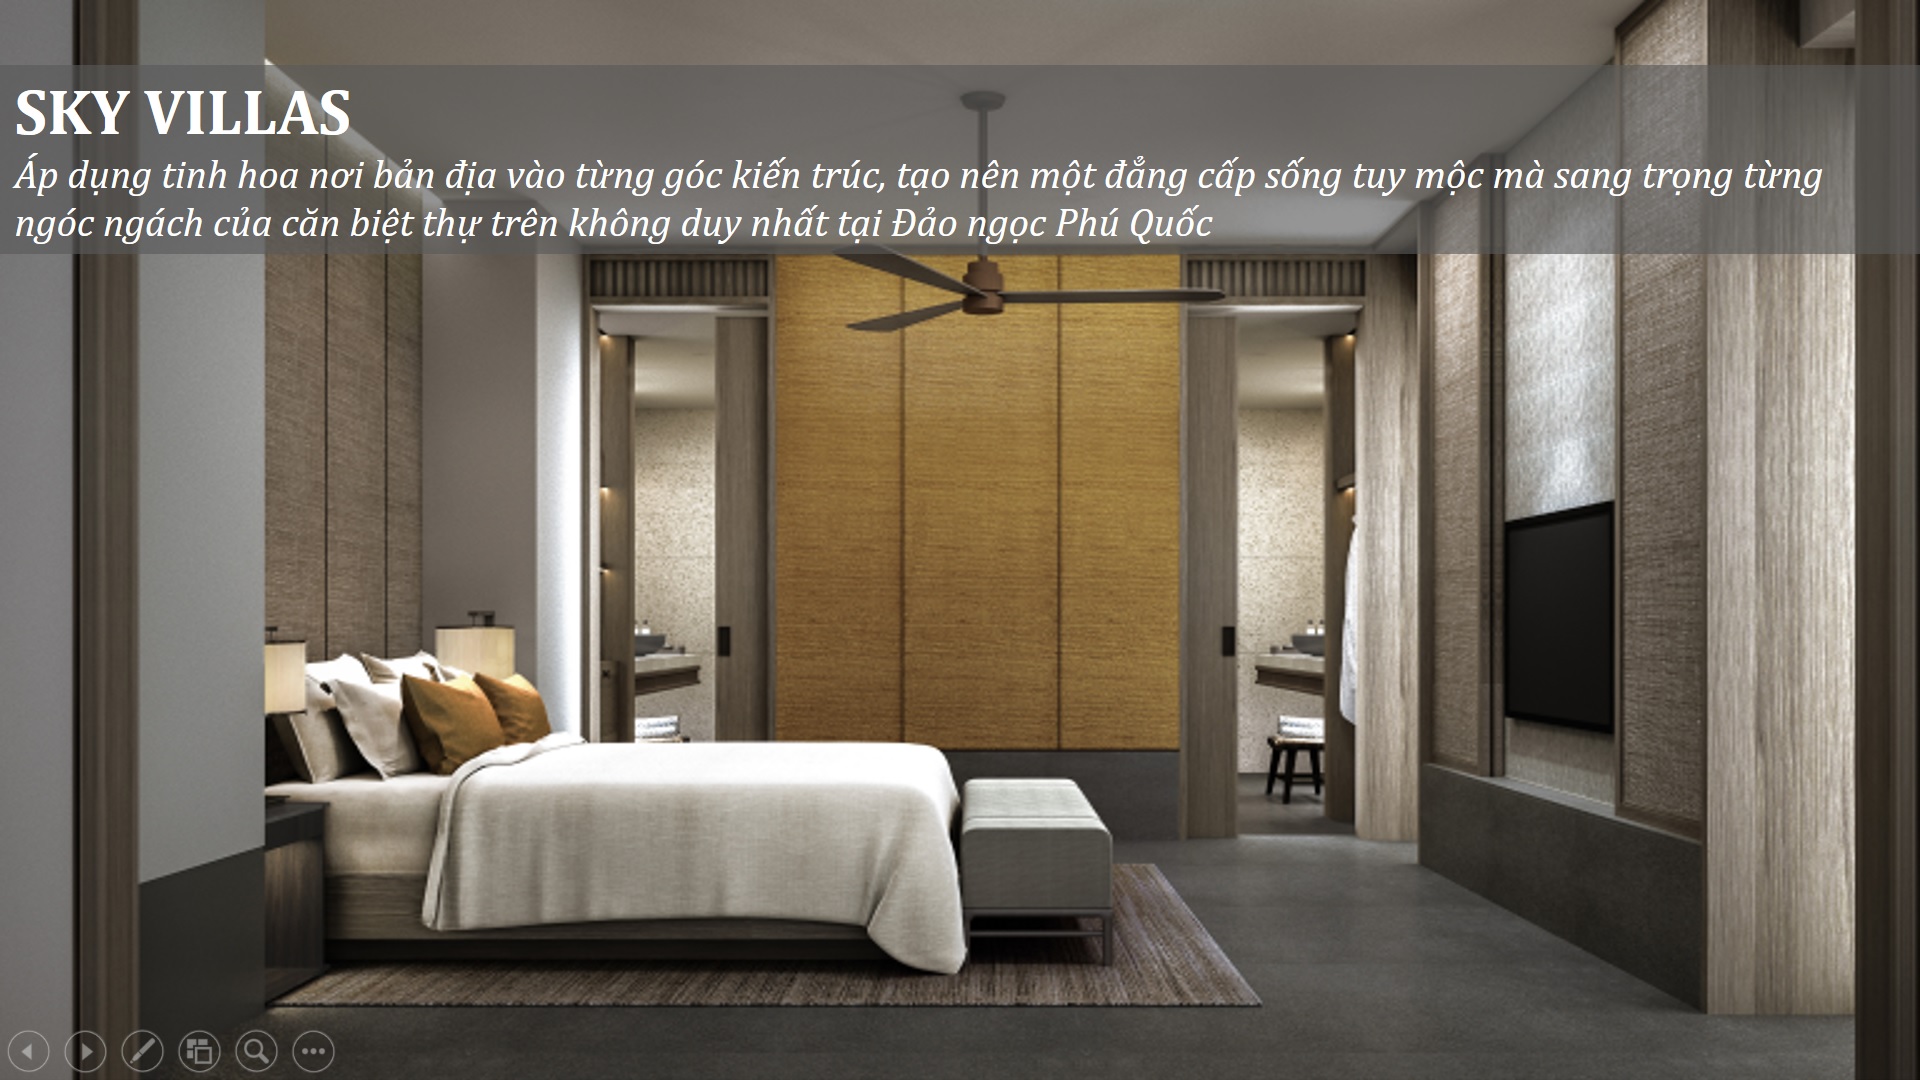 SKY VILLAS
Áp dụng tinh hoa nơi bản địa vào từng góc kiến trúc, tạo nên một đẳng cấp sống tuy mộc mà sang trọng từng
ngóc ngách của căn biệt thự trên không duy nhất tại Đảo ngọc Phú Quốc